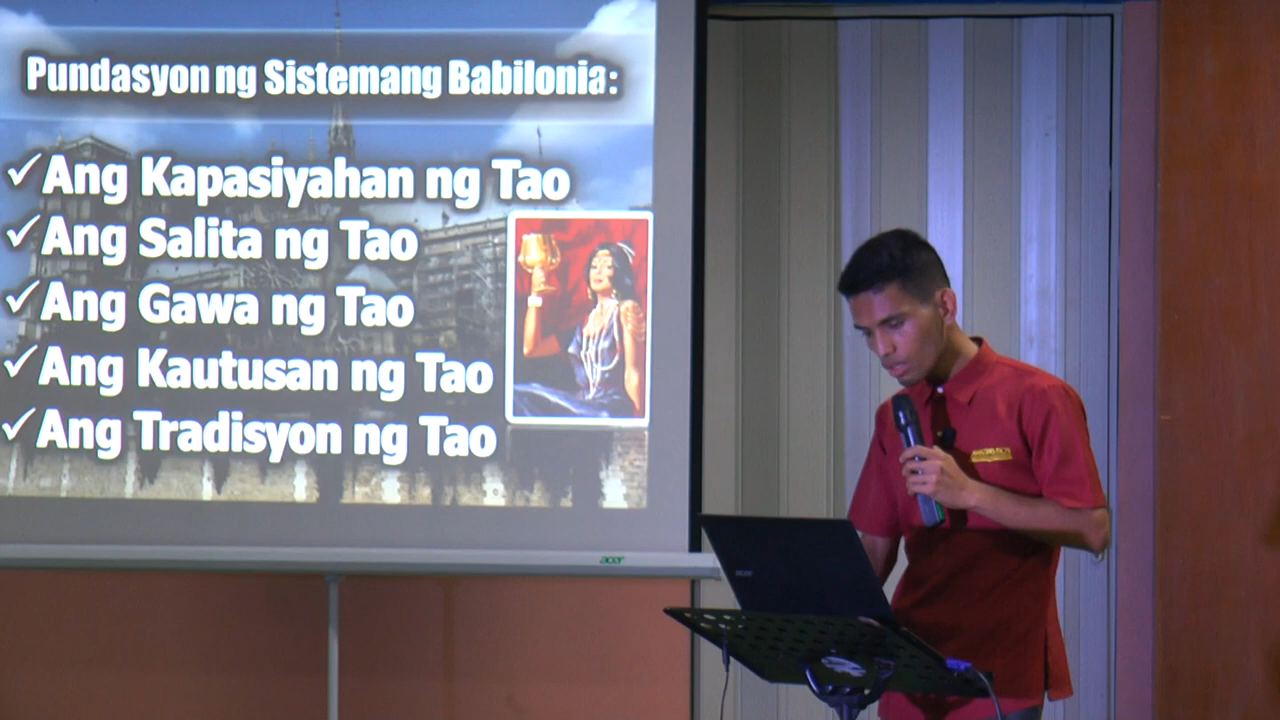 Pundasyon ng Sistemang Babilonia:
✓Ang Kapasiyahan ng Tao
✓Ang Salita ng Tao
✓Ang Gawa ng Tao
✓Ang Kautusan ng Tao
✓Ang Tradisyon ng Tao
acer
acer